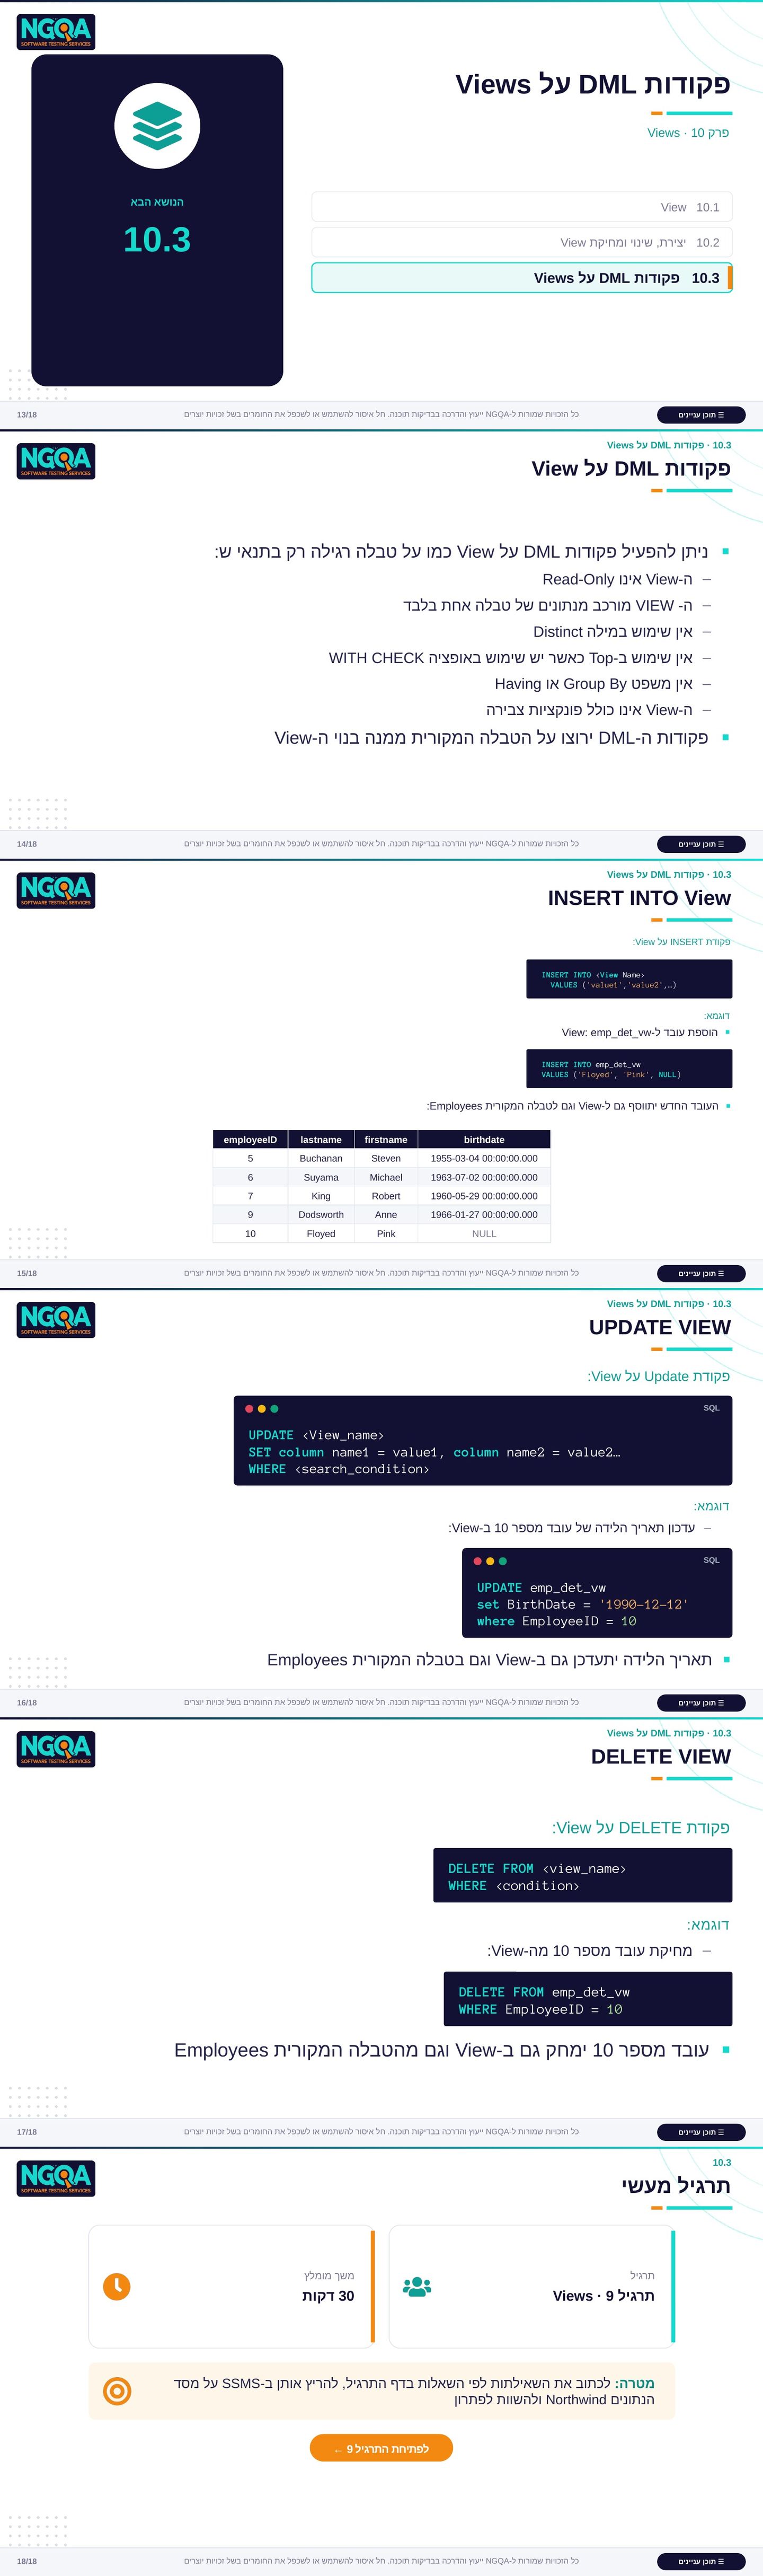 NGQA
SOFTWARE TESTING SERVICES
פקודות DML על Views
פרק 10 · Views
10.1 View
10.2 יצירת, שינוי ומחיקת View
10.3 פקודות DML על Views
הנושא הבא
10.3
☰ תוכן עניינים
כל הזכויות שמורות ל-NGQA ייעוץ והדרכה בבדיקות תוכנה. חל איסור להשתמש או לשכפל את החומרים בשל זכויות יוצרים
13/18
10.3 · פקודות DML על Views
NGQA
SOFTWARE TESTING SERVICES
פקודות DML על View
ניתן להפעיל פקודות DML על View כמו על טבלה רגילה רק בתנאי ש:
– ה-View אינו Read-Only
– ה- VIEW מורכב מנתונים של טבלה אחת בלבד
– אין שימוש במילה Distinct
– אין שימוש ב-Top כאשר יש שימוש באופציה WITH CHECK
– אין משפט Group By או Having
– ה-View אינו כולל פונקציות צבירה
פקודות ה-DML ירוצו על הטבלה המקורית ממנה בנוי ה-View
☰ תוכן עניינים
כל הזכויות שמורות ל-NGQA ייעוץ והדרכה בבדיקות תוכנה. חל איסור להשתמש או לשכפל את החומרים בשל זכויות יוצרים
14/18
10.3 · פקודות DML על Views
NGQA
SOFTWARE TESTING SERVICES
INSERT INTO View
פקודת INSERT על View:
INSERT INTO <View Name>
VALUES ('value1','value2',…)
דוגמא:
הוספת עובד ל-View: emp_det_vw
INSERT INTO emp_det_vw
VALUES ('Floyed', 'Pink', NULL)
העובד החדש יתווסף גם ל-View וגם לטבלה המקורית Employees:
employeeID lastname firstname birthdate
5 Buchanan Steven 1955-03-04 00:00:00.000
6 Suyama Michael 1963-07-02 00:00:00.000
7 King Robert 1960-05-29 00:00:00.000
9 Dodsworth Anne 1966-01-27 00:00:00.000
10 Floyed Pink NULL
☰ תוכן עניינים
כל הזכויות שמורות ל-NGQA ייעוץ והדרכה בבדיקות תוכנה. חל איסור להשתמש או לשכפל את החומרים בשל זכויות יוצרים
15/18
10.3 · פקודות DML על Views
NGQA
SOFTWARE TESTING SERVICES
UPDATE VIEW
פקודת Update על View:
SQL
UPDATE <View_name>
SET column name1 = value1, column name2 = value2…
WHERE <search_condition>
דוגמא:
– עדכון תאריך הלידה של עובד מספר 10 ב-View:
SQL
UPDATE emp_det_vw
set BirthDate = '1990-12-12'
where EmployeeID = 10
תאריך הלידה יתעדכן גם ב-View וגם בטבלה המקורית Employees
☰ תוכן עניינים
כל הזכויות שמורות ל-NGQA ייעוץ והדרכה בבדיקות תוכנה. חל איסור להשתמש או לשכפל את החומרים בשל זכויות יוצרים
16/18
10.3 · פקודות DML על Views
NGQA
SOFTWARE TESTING SERVICES
DELETE VIEW
פקודת DELETE על View:
DELETE FROM <view_name>
WHERE <condition>
דוגמא:
– מחיקת עובד מספר 10 מה-View:
DELETE FROM emp_det_vw
WHERE EmployeeID = 10
עובד מספר 10 ימחק גם ב-View וגם מהטבלה המקורית Employees
☰ תוכן עניינים
כל הזכויות שמורות ל-NGQA ייעוץ והדרכה בבדיקות תוכנה. חל איסור להשתמש או לשכפל את החומרים בשל זכויות יוצרים
17/18
10.3
NGQA
SOFTWARE TESTING SERVICES
תרגיל מעשי
תרגיל
תרגיל 9 · Views
משך מומלץ
30 דקות
מטרה: לכתוב את השאילתות לפי השאלות בדף התרגיל, להריץ אותן ב-SSMS על מסד
הנתונים Northwind ולהשוות לפתרון
לפתיחת התרגיל 9 ←
☰ תוכן עניינים
כל הזכויות שמורות ל-NGQA ייעוץ והדרכה בבדיקות תוכנה. חל איסור להשתמש או לשכפל את החומרים בשל זכויות יוצרים
18/18